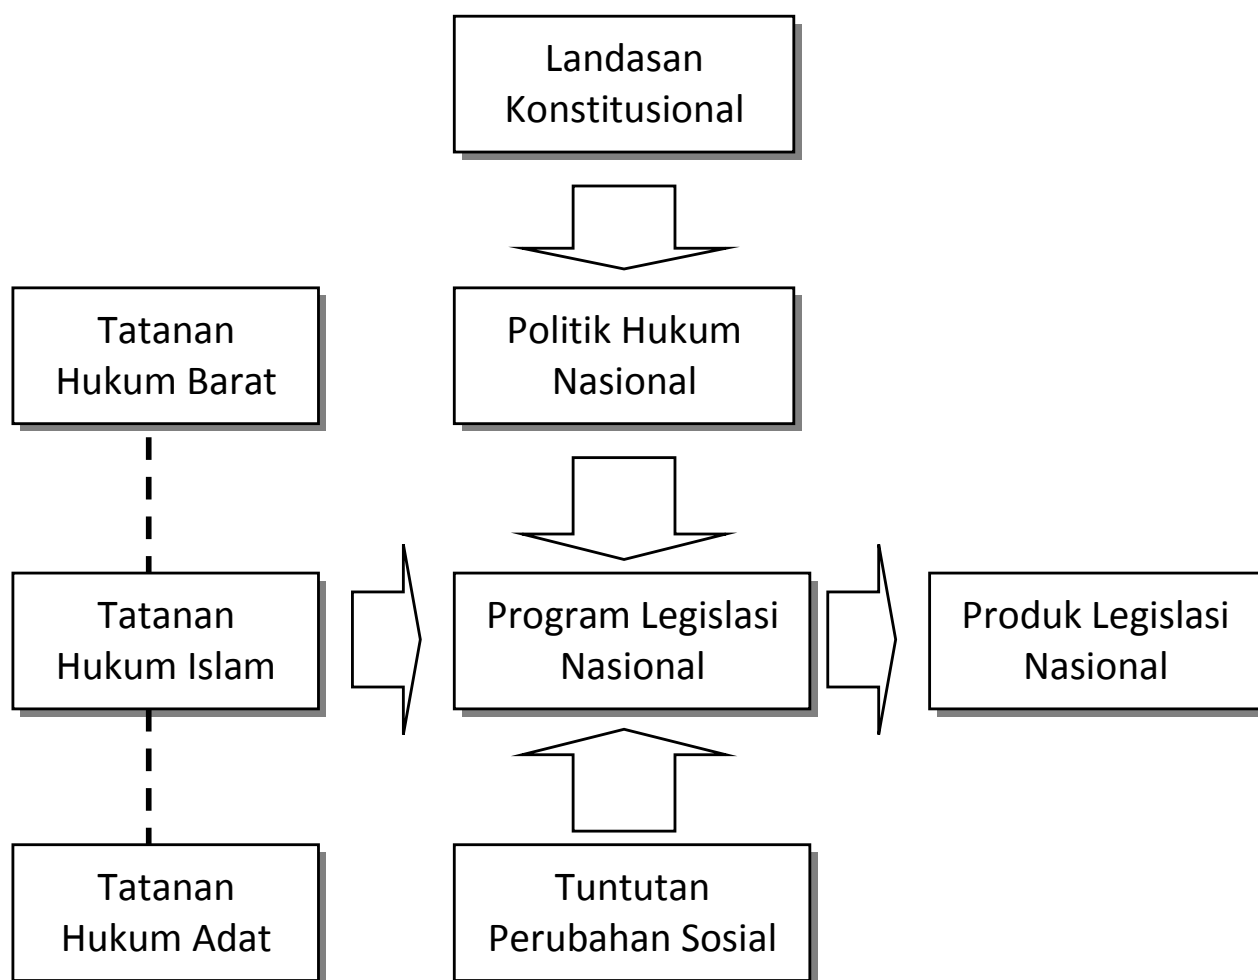 Landasan
Konstitusional
Tatanan
Hukum Barat
Politik Hukum
Nasional
Tatanan
Hukum Islam
Program Legislasi
Nasional
Produk Legislasi
Nasional
Tatanan
Hukum Adat
Tuntutan
Perubahan Sosial